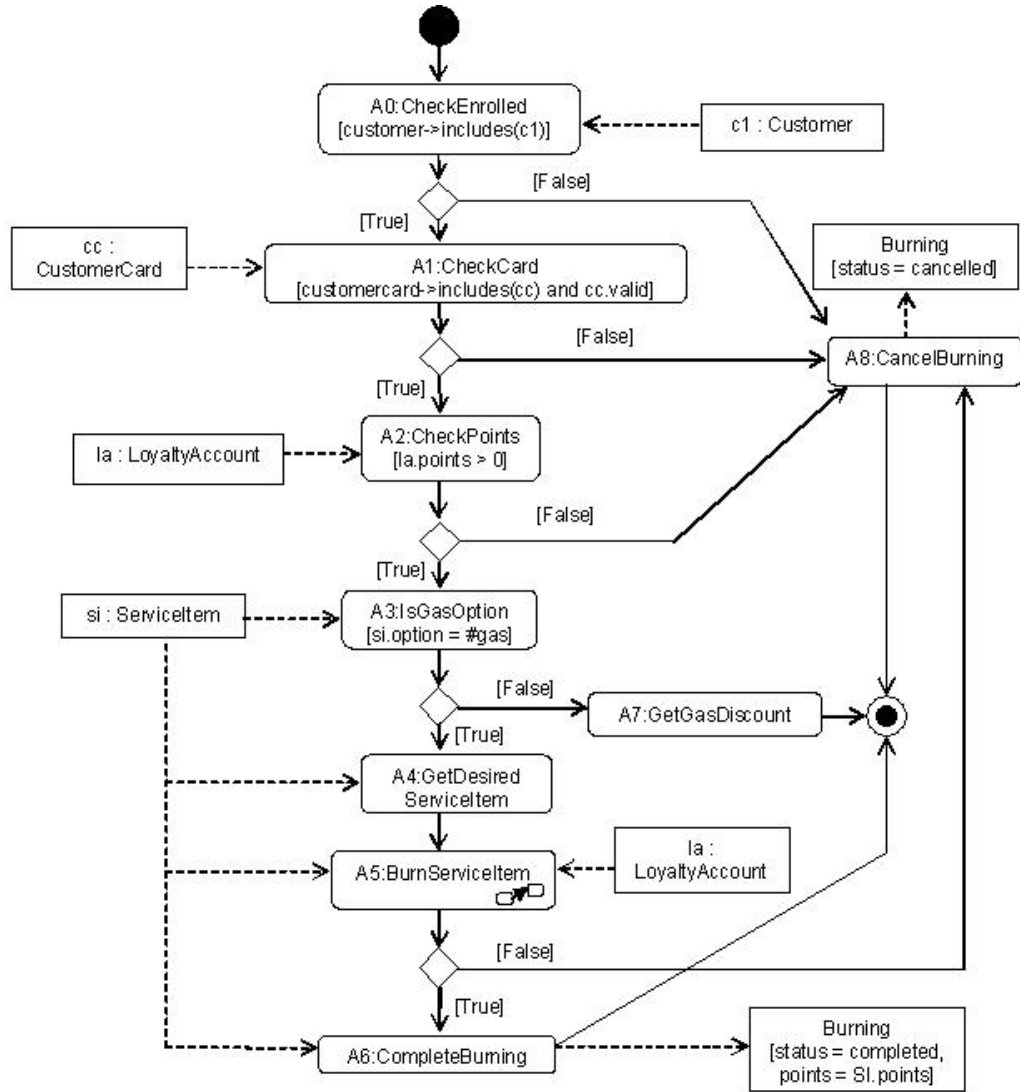 A0:CheckEnrolled
[customer->includes(c1)]
c1 : Customer
[False]
[True]
cc :
CustomerCard
A1:CheckCard
[customercard->includes(cc) and cc.valid]
Burning
[status = cancelled]
[False]
A8:CancelBurning
[True]
la : LoyaltyAccount
A2:CheckPoints
[la.points > 0]
[False]
[True]
si : ServiceItem
A3:IsGasOption
[si.option = #gas]
[False]
A7:GetGasDiscount
[True]
A4:GetDesired
ServiceItem
la :
LoyaltyAccount
A5:BurnServiceItem
[False]
[True]
A6:CompleteBurning
Burning
[status = completed,
points = SI.points]